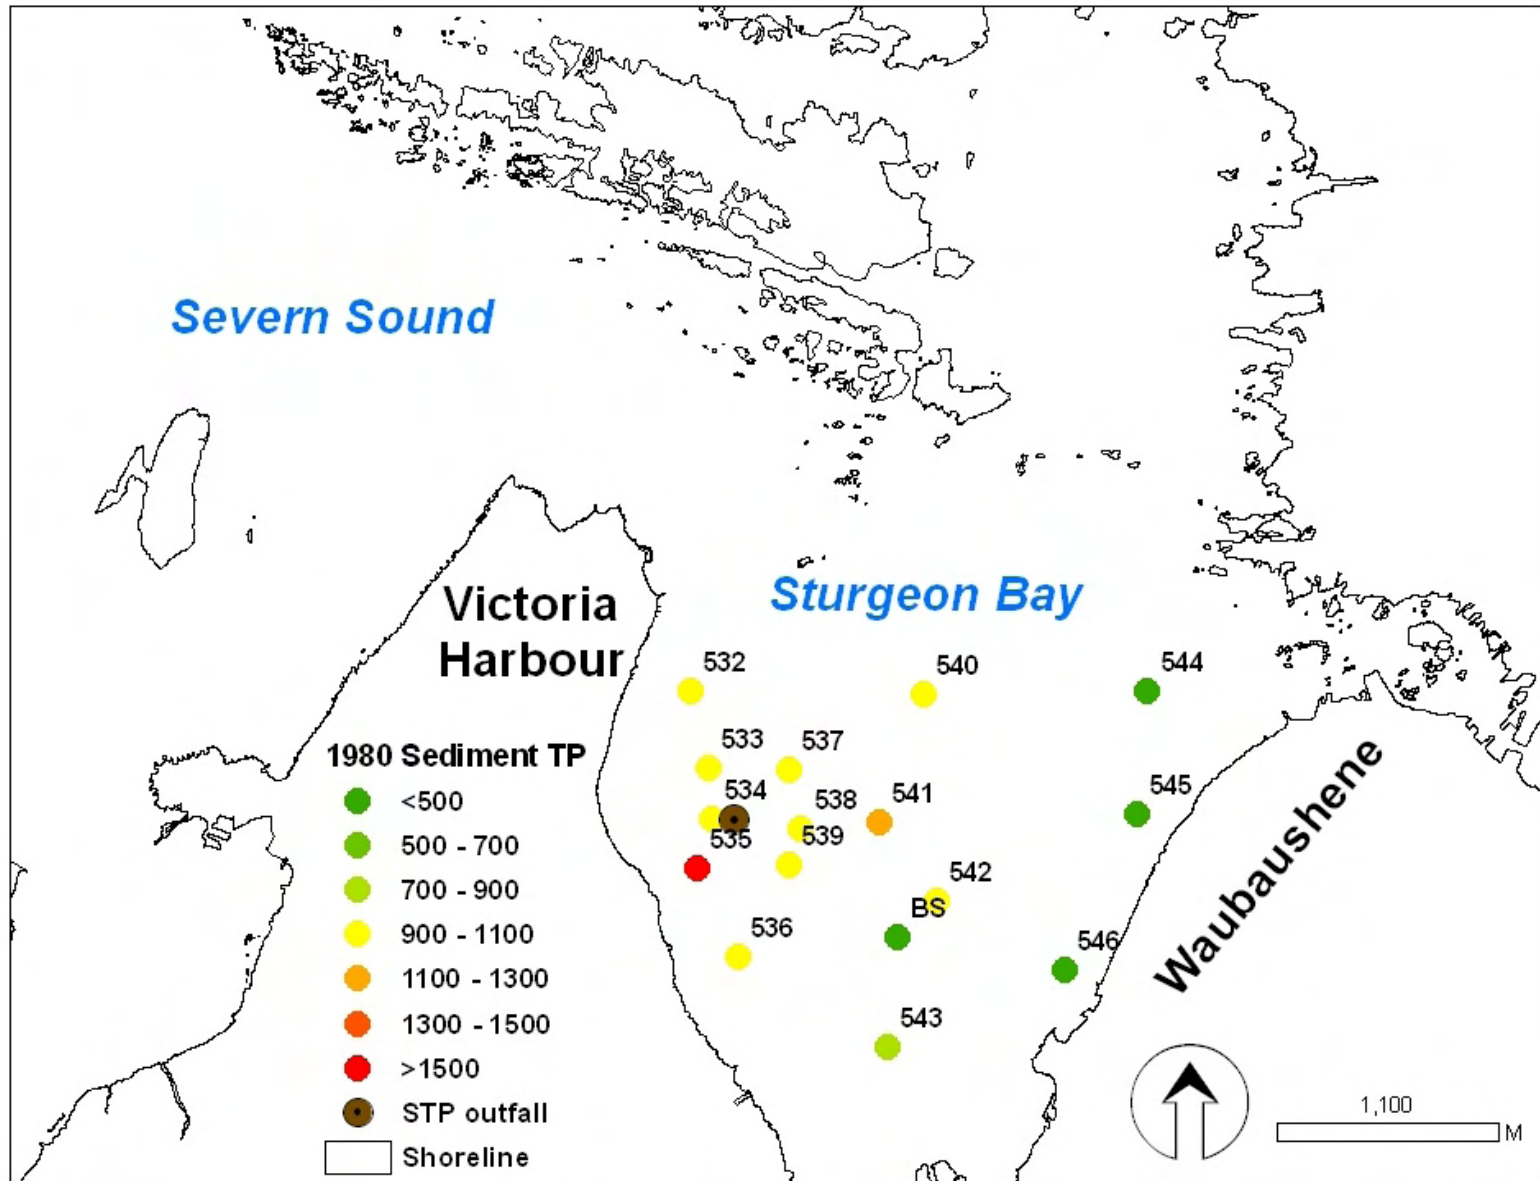 Severn Sound
Victoria
Harbour
Sturgeon Bay
532
540
544
533
537
1980 Sediment TP
534
538
541
545
<500
535
539
500 - 700
542
700 - 900
BS
Waubaushene
900 - 1100
536
546
1100 - 1300
1300 - 1500
543
>1500
STP outfall
1,100
M
Shoreline